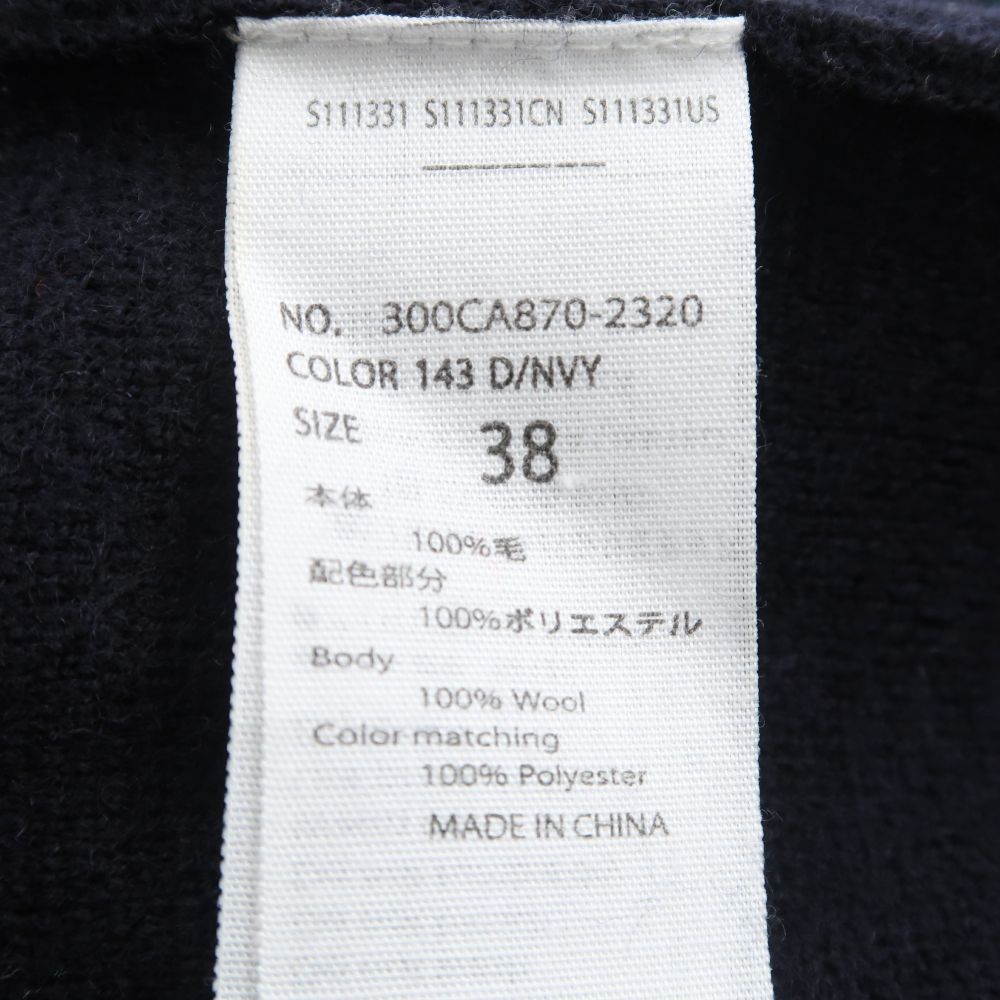 S111331 S111331CN S111331US
NO. 300CA870-2320
COLOR 143 D/NVY
SIZE 38
本体
100%毛
配色部分
100%ポリエステル
Body
100% Wool
Color matching
100% Polyester
MADE IN CHINA